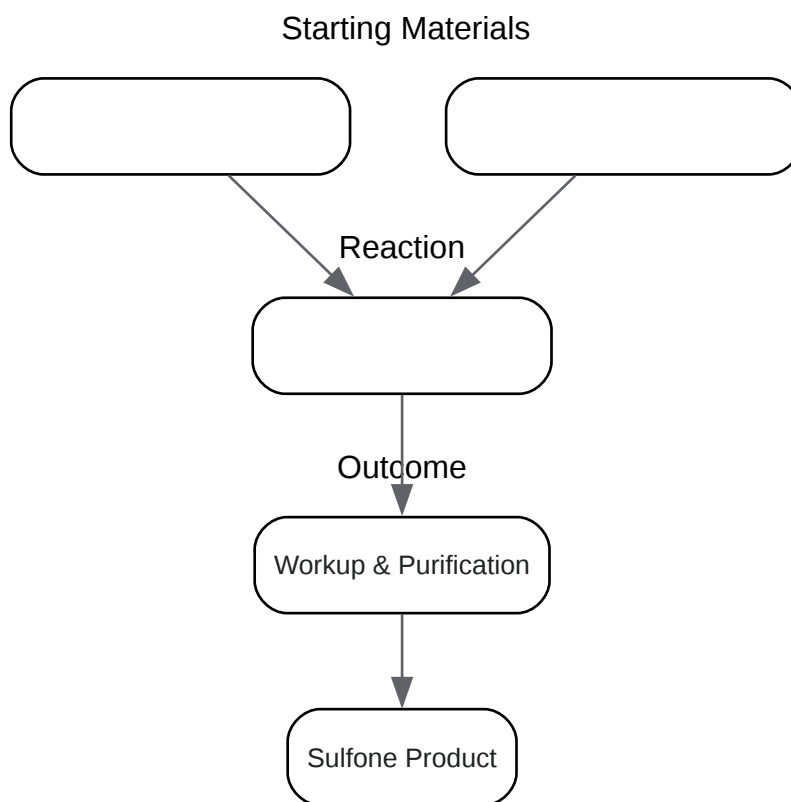 Starting Materials
Reaction
Outcome
Workup & Purification
Sulfone Product